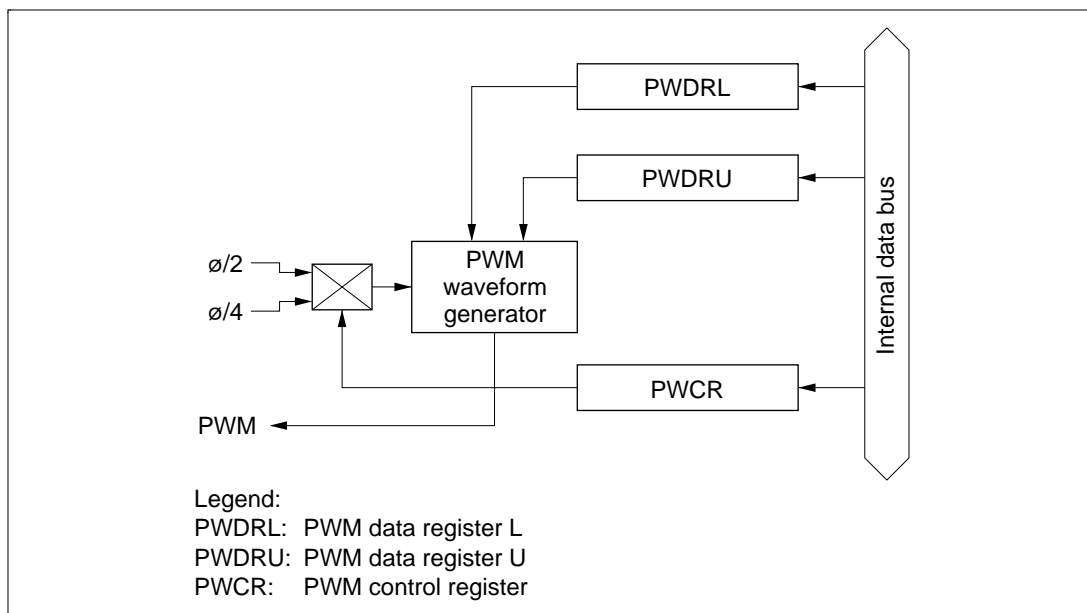 PWDRL
PWDRU
PWM
waveform
generator
ø/2
ø/4
PWCR
PWM
Internal data bus
Legend:
PWDRL: PWM data register L
PWDRU: PWM data register U
PWCR: PWM control register